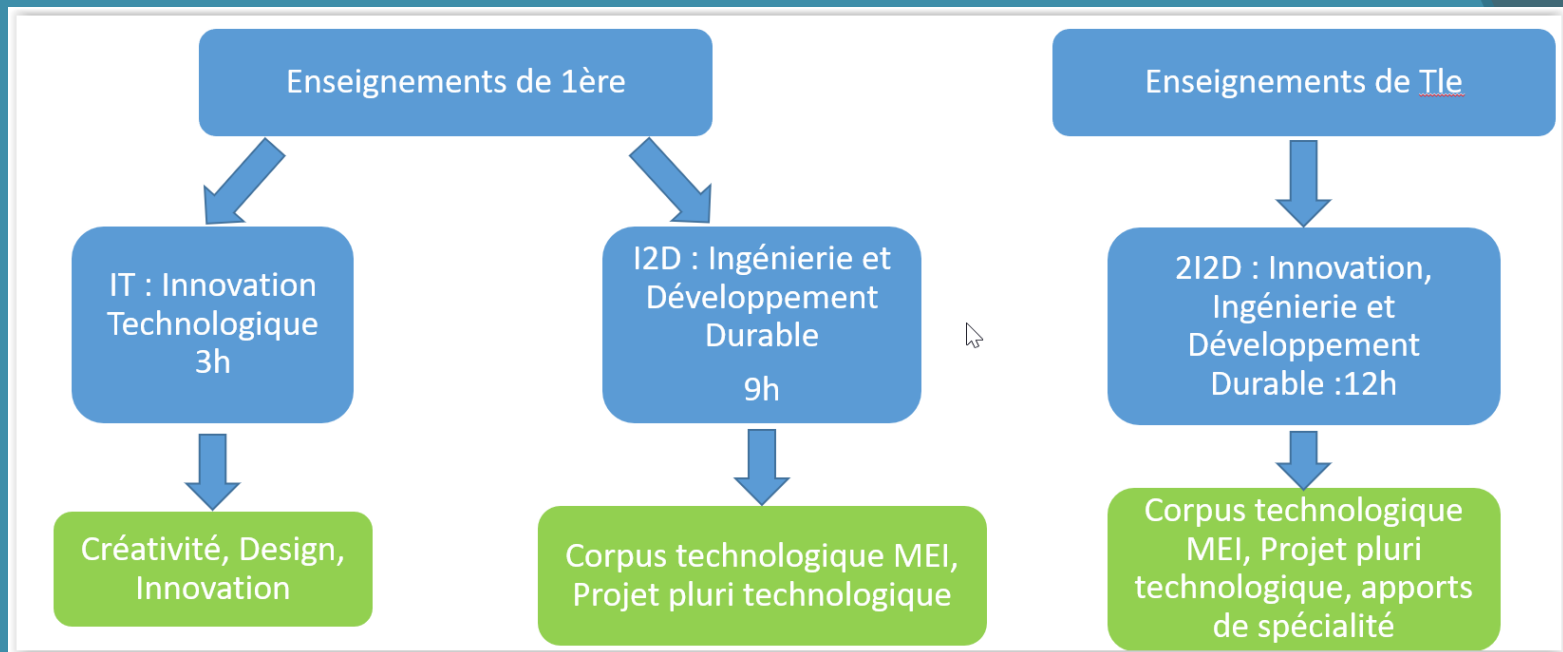 Enseignements de 1ère
Enseignements de Tle
IT : Innovation
Technologique
3h
I2D : Ingénierie et
Développement
Durable
9h
2I2D : Innovation,
Ingénierie et
Développement
Durable :12h
Créativité, Design,
Innovation
Corpus technologique MEI,
Projet pluri technologique
Corpus technologique
MEI, Projet pluri
technologique, apports
de spécialité